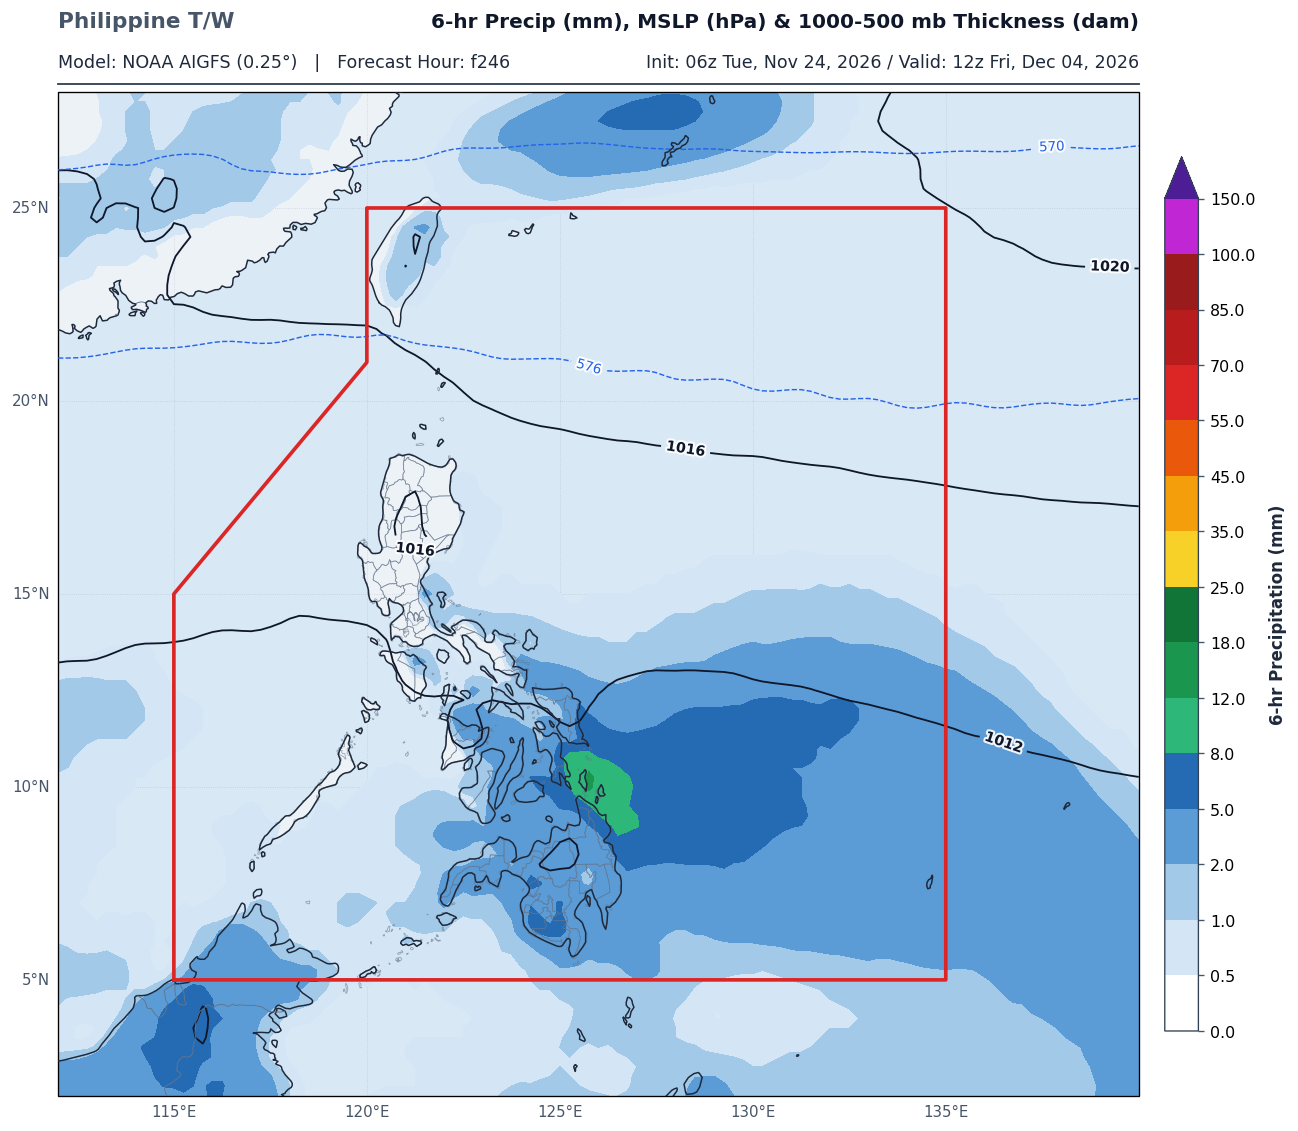 Philippine T/W
6-hr Precip (mm), MSLP (hPa) & 1000-500 mb Thickness (dam)
Model: NOAA AIGFS (0.25°) | Forecast Hour: f246
Init: 06z Tue, Nov 24, 2026 / Valid: 12z Fri, Dec 04, 2026
570
25°N
1020
576
20°N
1016
1016
15°N
1012
10°N
5°N
115°E
120°E
125°E
130°E
135°E
150.0
100.0
85.0
70.0
55.0
45.0
35.0
25.0
18.0
12.0
8.0
5.0
2.0
1.0
0.5
0.0
6-hr Precipitation (mm)